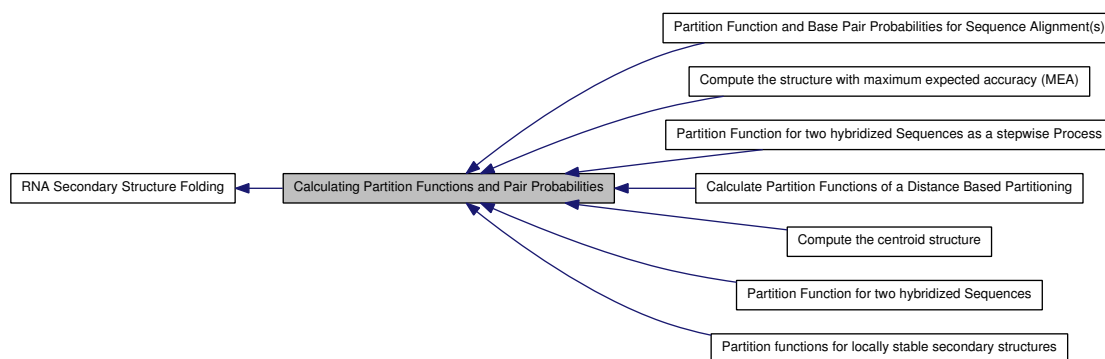 Partition Function and Base Pair Probabilities for Sequence Alignment(s)
Compute the structure with maximum expected accuracy (MEA)
Partition Function for two hybridized Sequences as a stepwise Process
RNA Secondary Structure Folding
Calculating Partition Functions and Pair Probabilities
Calculate Partition Functions of a Distance Based Partitioning
Compute the centroid structure
Partition Function for two hybridized Sequences
Partition functions for locally stable secondary structures